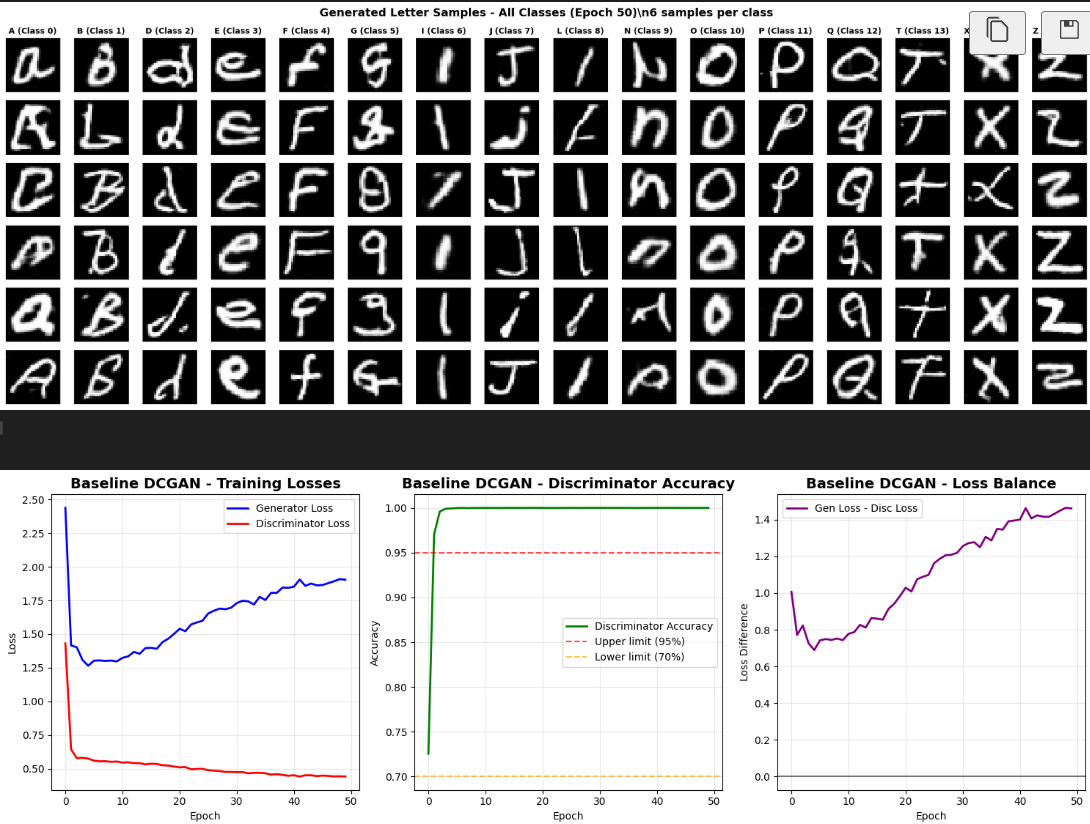 Generated Letter Samples - All Classes (Epoch 50)\n6 samples per class
A (Class 0) B (Class 1) D (Class 2) E (Class 3) F (Class 4) G (Class 5) I (Class 6) J (Class 7) L (Class 8) N (Class 9) O (Class 10) P (Class 11) Q (Class 12) T (Class 13) X Z
a B d e f g I J l N O P Q T X Z
A L d e F g l j n O P q T X z
B d e F J l n O p Q t x z
B d e F 9 l J l n O P q T X Z
a B d e f g l i l O P q t X Z
A B d e f G l J l O P Q T X z
Baseline DCGAN - Training Losses
Generator Loss
Discriminator Loss
2.50
2.25
2.00
1.75
1.50
1.25
1.00
0.75
0.50
Loss
0 10 20 30 40 50
Epoch
Baseline DCGAN - Discriminator Accuracy
1.00
0.95
0.90
0.85
0.80
0.75
0.70
Accuracy
Discriminator Accuracy
Upper limit (95%)
Lower limit (70%)
0 10 20 30 40 50
Epoch
Baseline DCGAN - Loss Balance
Gen Loss - Disc Loss
1.4
1.2
1.0
0.8
0.6
0.4
0.2
0.0
Loss Difference
0 10 20 30 40 50
Epoch